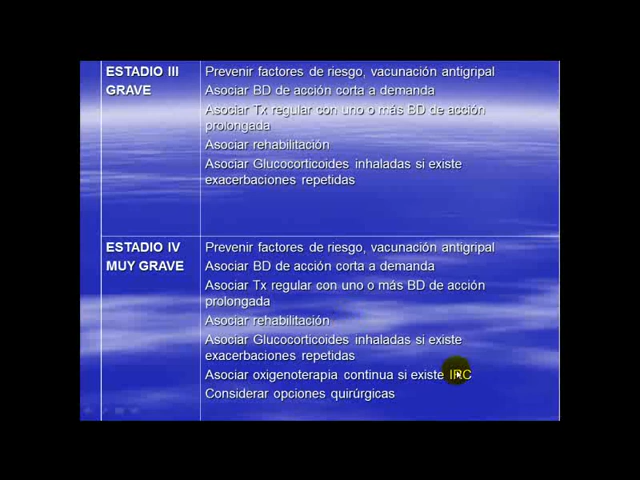 ESTADIO III
GRAVE
Prevenir factores de riesgo, vacunación antigripal
Asociar BD de acción corta a demanda
Asociar Tx regular con uno o más BD de acción
prolongada
Asociar rehabilitación
Asociar Glucocorticoides inhaladas si existe
exacerbaciones repetidas
ESTADIO IV
MUY GRAVE
Prevenir factores de riesgo, vacunación antigripal
Asociar BD de acción corta a demanda
Asociar Tx regular con uno o más BD de acción
prolongada
Asociar rehabilitación
Asociar Glucocorticoides inhaladas si existe
exacerbaciones repetidas
Asociar oxigenoterapia continua si existe IRC
Considerar opciones quirúrgicas